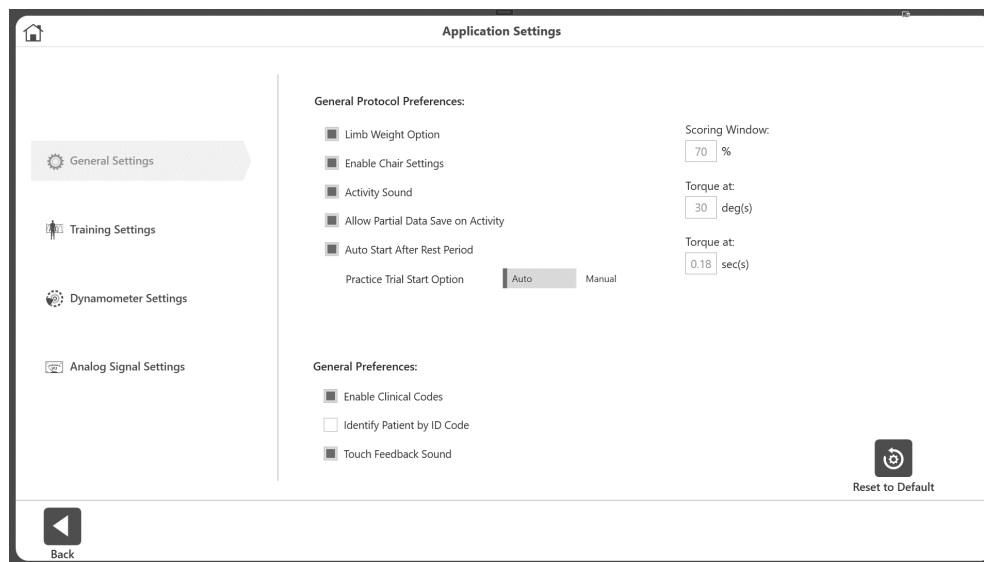 Application Settings
General Settings
Training Settings
Dynamometer Settings
Analog Signal Settings
General Protocol Preferences:
Limb Weight Option
Enable Chair Settings
Activity Sound
Allow Partial Data Save on Activity
Auto Start After Rest Period
Practice Trial Start Option Auto Manual
Scoring Window:
70 %
Torque at:
30 deg(s)
Torque at:
0.18 sec(s)
General Preferences:
Enable Clinical Codes
Identify Patient by ID Code
Touch Feedback Sound
Reset to Default
Back